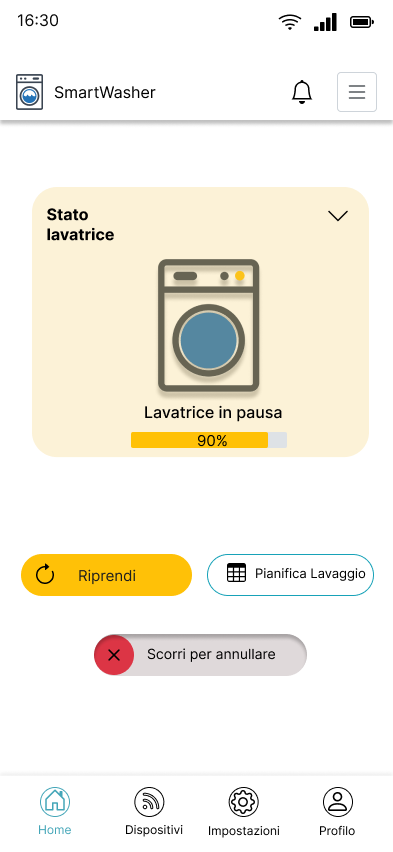 16:30
SmartWasher
Stato
lavatrice
Lavatrice in pausa
90%
Riprendi
Pianifica Lavaggio
Scorri per annullare
Home
Dispositivi
Impostazioni
Profilo